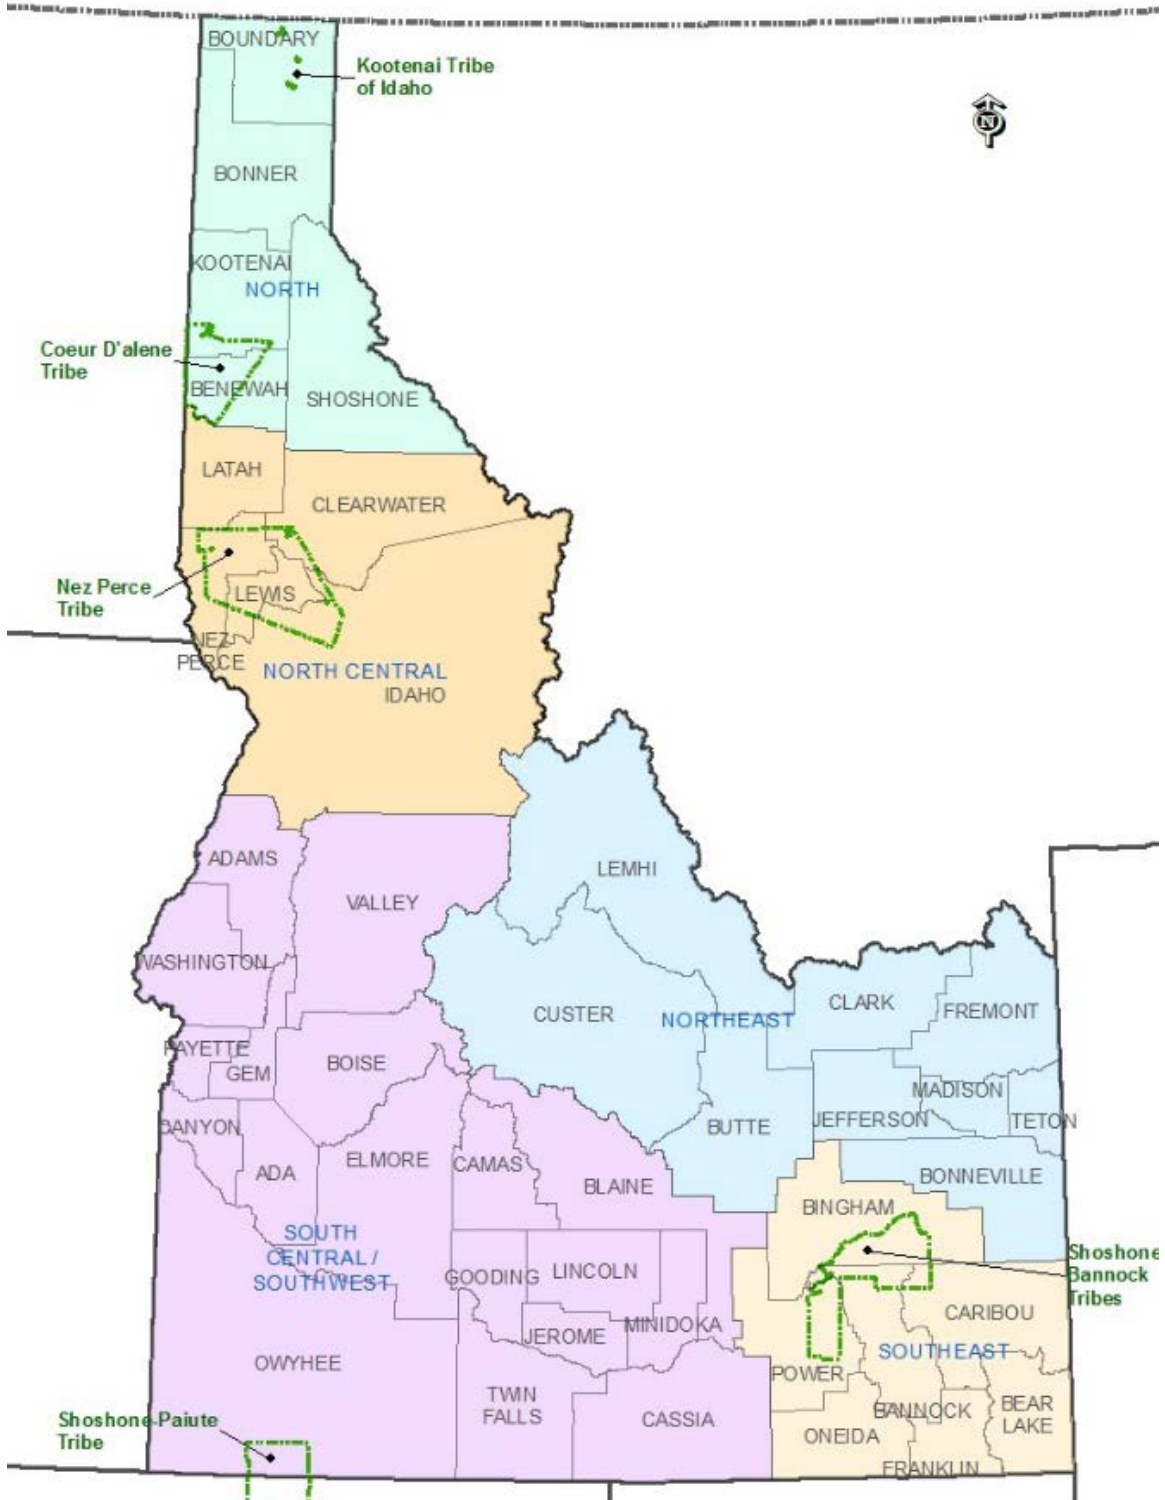 BOUNDARY
Kootenai Tribe
of Idaho
N
BONNER
KOOTENAI
NORTH
Coeur D'alene
Tribe
BENEWAH
SHOSHONE
LATAH
CLEARWATER
Nez Perce
Tribe
LEWIS
NEZ
PERCE
NORTH CENTRAL
IDAHO
ADAMS
LEMHI
VALLEY
WASHINGTON
CUSTER
NORTHEAST
CLARK
FREMONT
PAYETTE
GEM
BOISE
MADISON
JEFFERSON
TETON
CANYON
BUTTE
ADA
ELMORE
CAMAS
BLAINE
BONNEVILLE
BINGHAM
SOUTH
CENTRAL /
SOUTHWEST
GOODING
LINCOLN
Shoshone
Bannock
Tribes
CARIBOU
JEROME
MINIDOKA
SOUTHEAST
OWYHEE
POWER
TWIN
FALLS
CASSIA
BANNOCK
BEAR
LAKE
Shoshone-Paiute
Tribe
ONEIDA
FRANKLIN